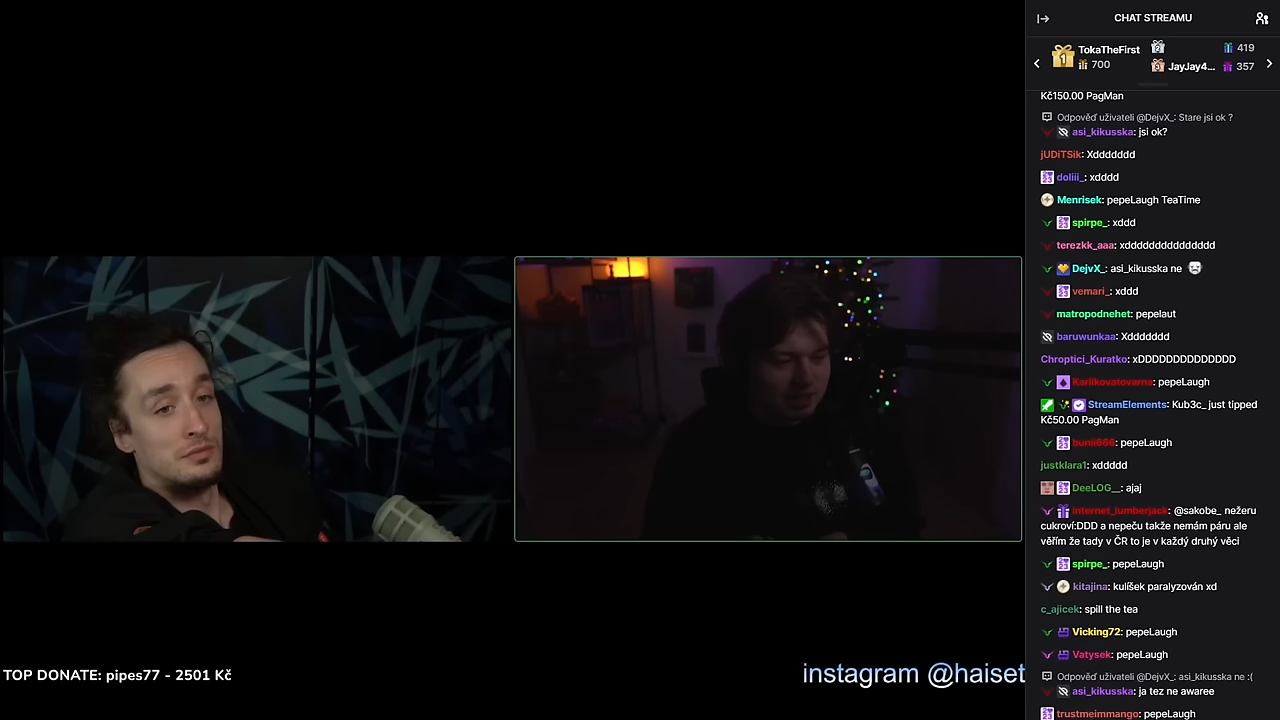 CHAT STREAMU
TokaTheFirst
700
419
JayJay4...
357
Kč150.00 PagMan
Odpověď uživateli @DejvX_: Stare jsi ok ?
asi_kikusska: jsi ok?
jUDiTSik: Xddddddd
doliii_: xdddd
Menrisek: pepeLaugh TeaTime
spirpe_: xddd
terezkk_aaa: xddddddddddddddd
DejvX_: asi_kikusska ne
vemari_: xddd
matropodnehet: pepelaut
baruwunkaa: Xddddddd
Chroptici_Kuratko: xDDDDDDDDDDDDD
Karlikovatovarna: pepeLaugh
StreamElements: Kub3c_ just tipped
Kč50.00 PagMan
bunii666: pepeLaugh
justklara1: xddddd
DeeLOG__: ajaj
internet_lumberjack: @sakobe_ nežeru
cukroví:DDD a nepeču takže nemám páru ale
věřím že tady v ČR to je v každý druhý věci
spirpe_: pepeLaugh
kitajina: kulíšek paralyzován xd
c_ajicek: spill the tea
Vicking72: pepeLaugh
Vatysek: pepeLaugh
Odpověď uživateli @DejvX_: asi_kikusska ne :(
asi_kikusska: ja tez ne awaree
trustmeimmango: pepeLaugh
TOP DONATE: pipes77 - 2501 Kč
instagram @haiset